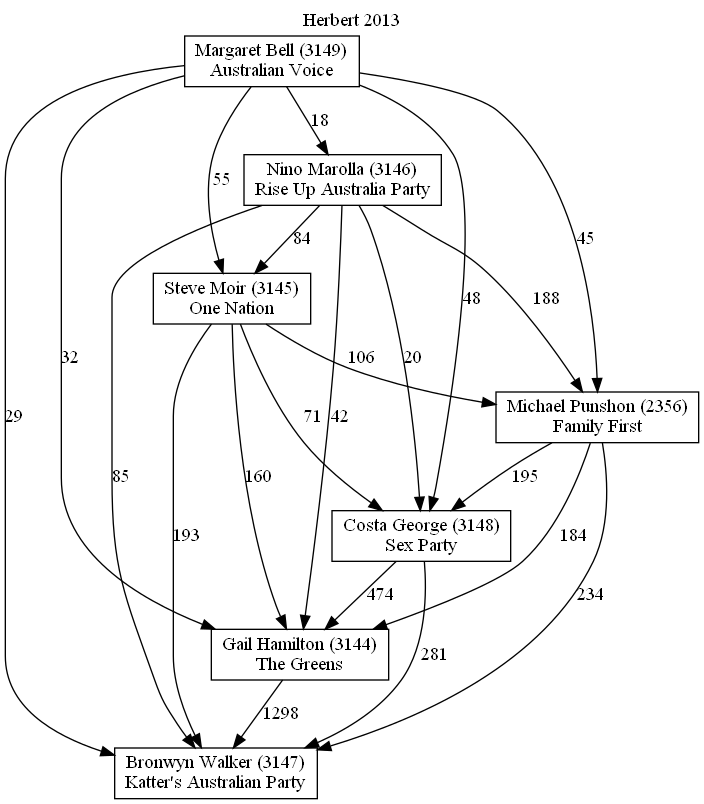 Herbert 2013
Margaret Bell (3149)
Australian Voice
18
Nino Marolla (3146)
Rise Up Australia Party
55
84
45
Steve Moir (3145)
One Nation
48
188
32
106
20
29
71
42
Michael Punshon (2356)
Family First
85
160
195
Costa George (3148)
Sex Party
193
184
474
234
Gail Hamilton (3144)
The Greens
281
1298
Bronwyn Walker (3147)
Katter's Australian Party